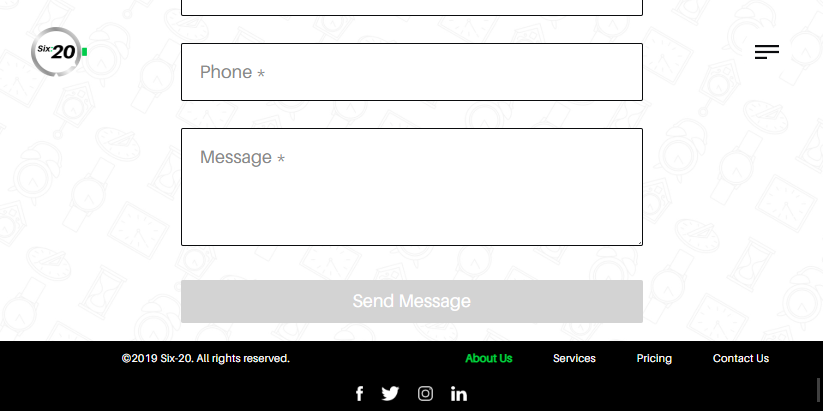 Six:20
Phone *
Message *
Send Message
©2019 Six-20. All rights reserved.
About Us
Services
Pricing
Contact Us